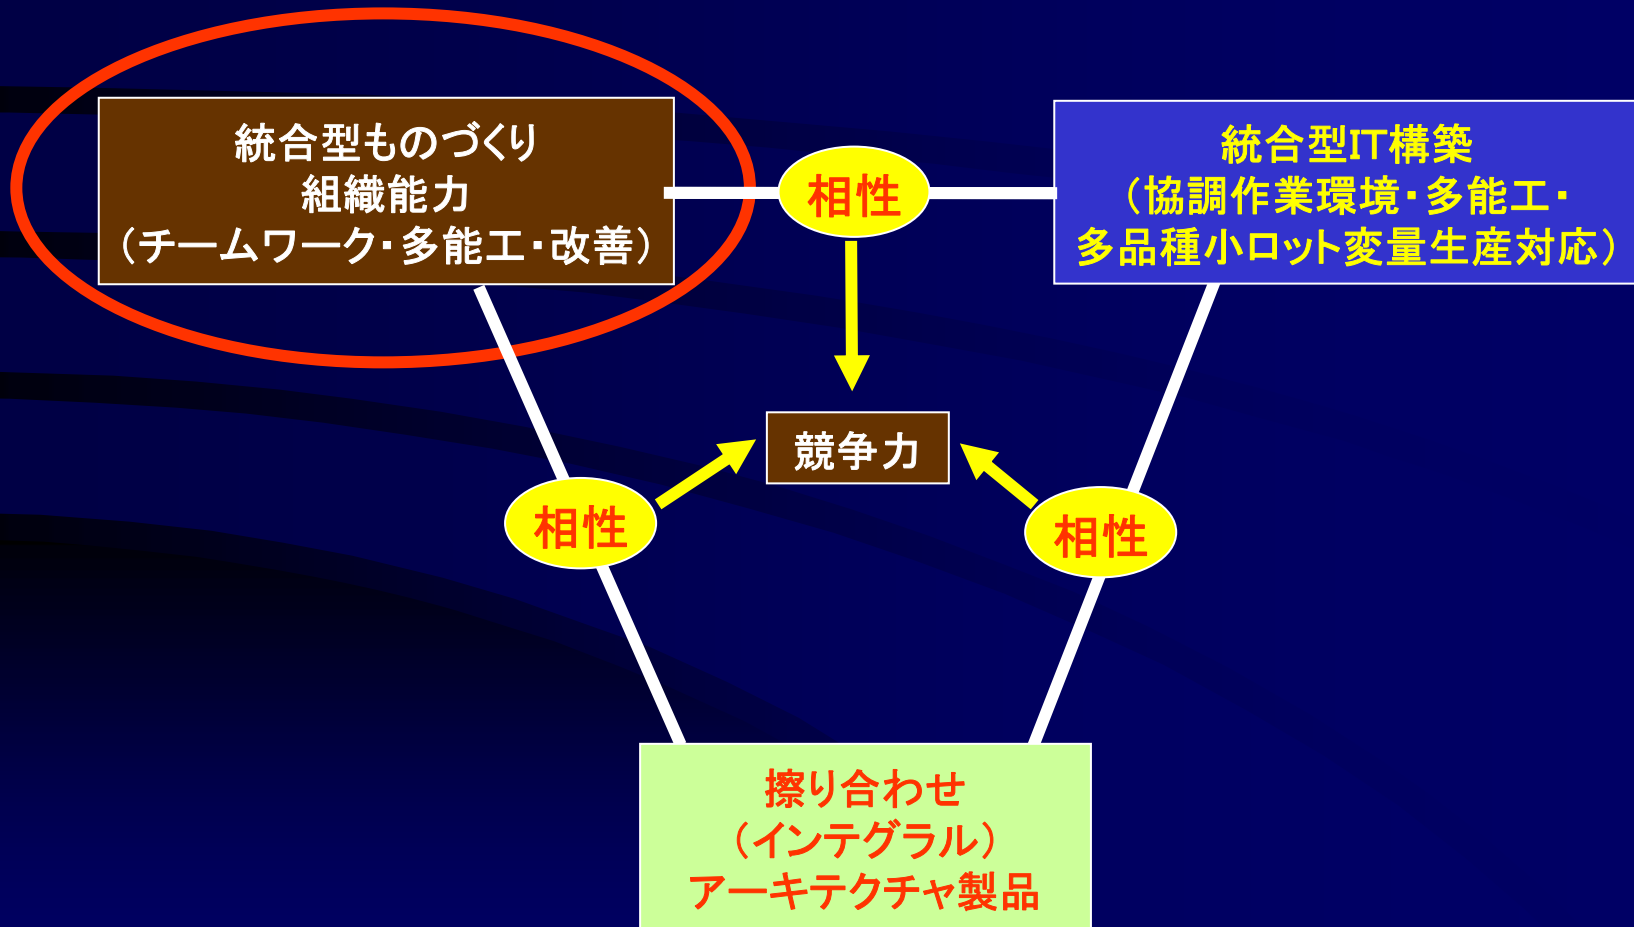 統合型ものづくり
組織能力
（チームワーク・多能工・改善）
相性
統合型IT構築
（協調作業環境・多能工・
多品種小ロット変量生産対応）
競争力
相性
相性
擦り合わせ
（インテグラル）
アーキテクチャ製品